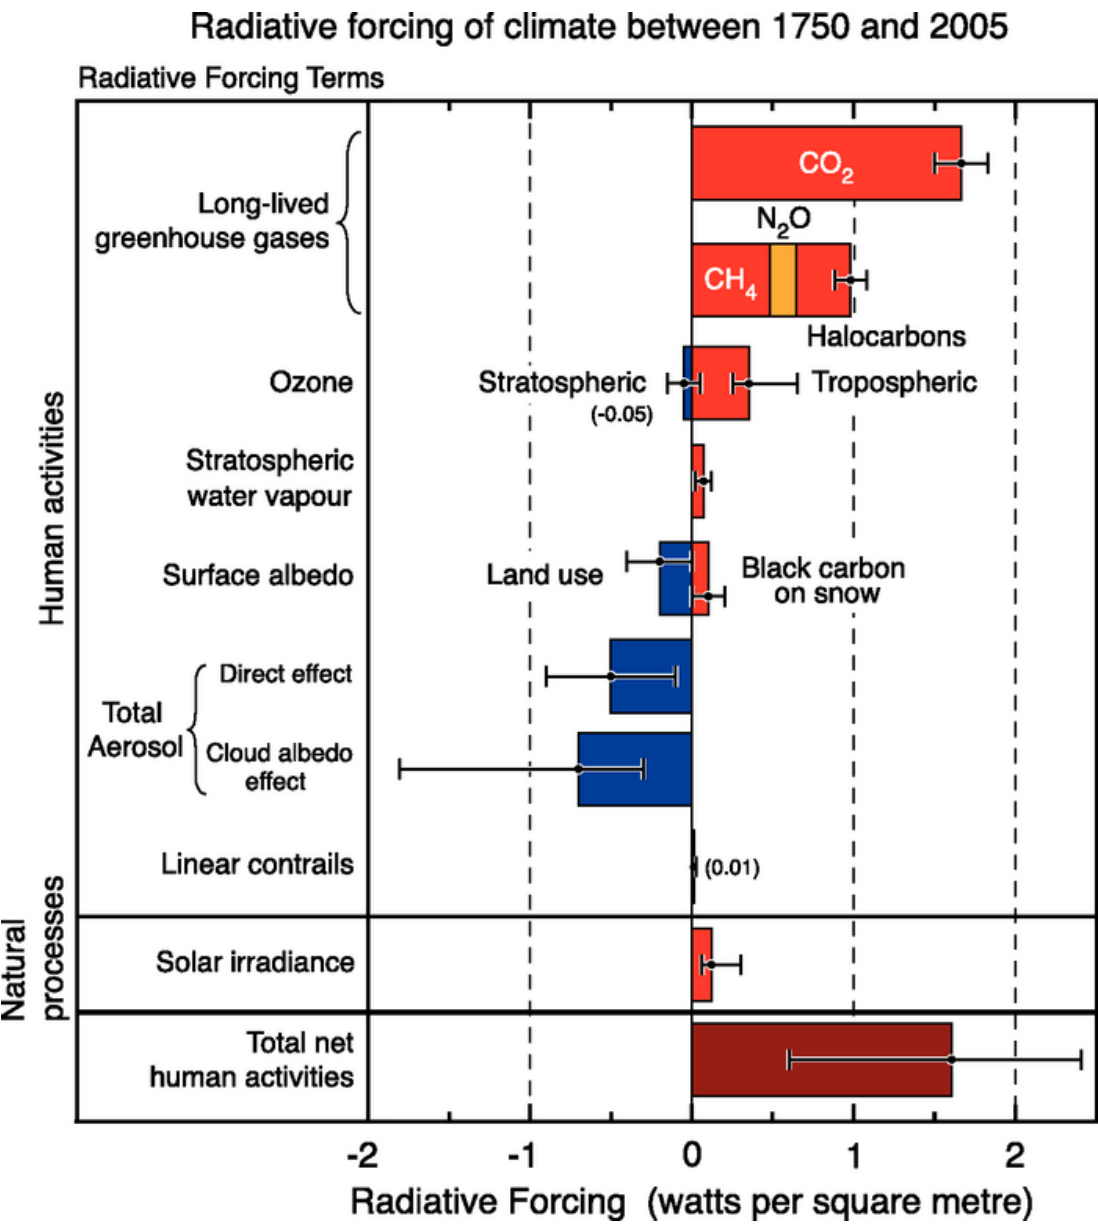 Radiative forcing of climate between 1750 and 2005
Radiative Forcing Terms
CO2
Long-lived
greenhouse gases
N2O
CH4
Halocarbons
Human activities
Ozone
Stratospheric
(-0.05)
Tropospheric
Stratospheric
water vapour
Surface albedo
Land use
Black carbon
on snow
Total
Aerosol
Direct effect
Cloud albedo
effect
Linear contrails
(0.01)
Natural
processes
Solar irradiance
Total net
human activities
-2 -1 0 1 2
Radiative Forcing (watts per square metre)